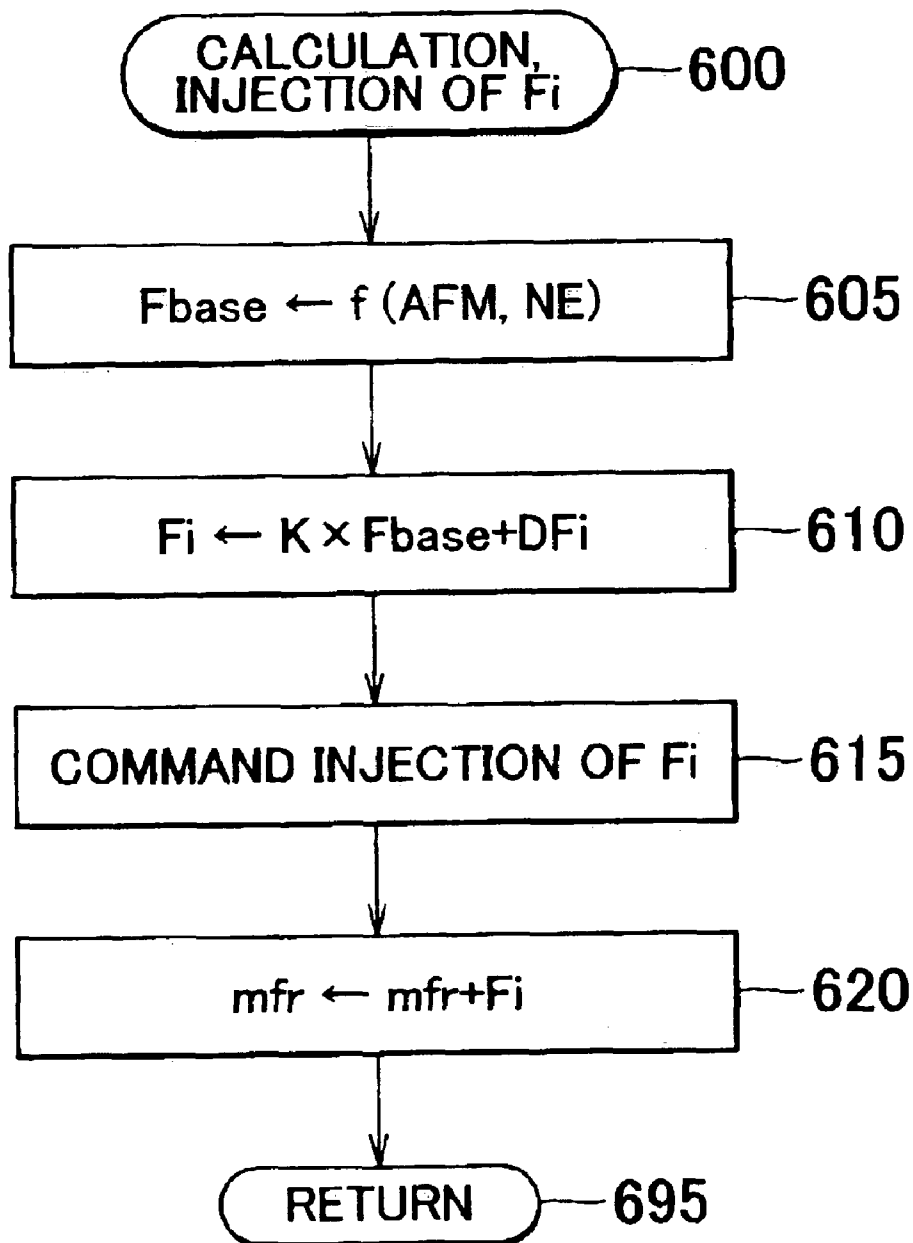 CALCULATION,
INJECTION OF Fi
600
Fbase ← f (AFM, NE)
605
Fi ← K × Fbase+DFi
610
COMMAND INJECTION OF Fi
615
mfr ← mfr+Fi
620
RETURN
695